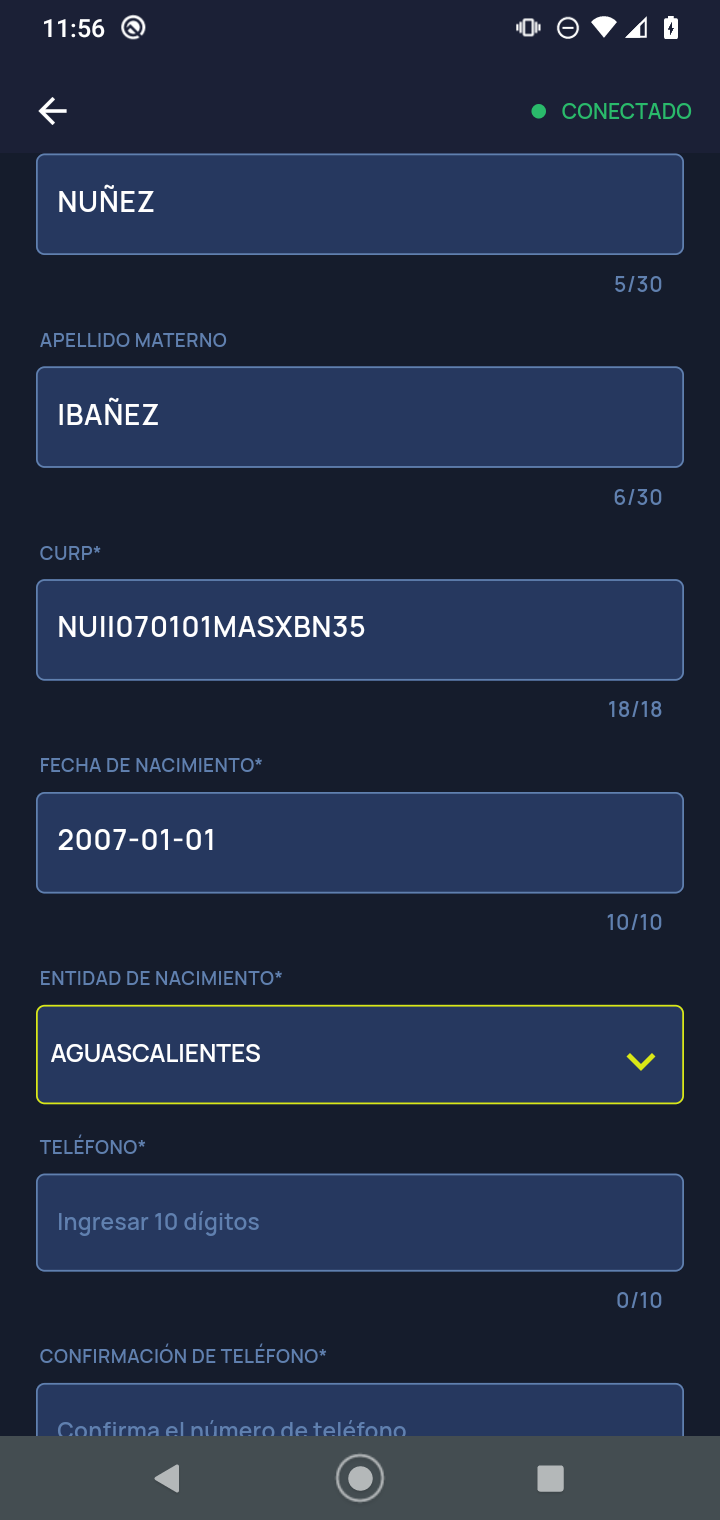 11:56
CONECTADO
NUÑEZ
5/30
APELLIDO MATERNO
IBAÑEZ
6/30
CURP*
NUII070101MASXBN35
18/18
FECHA DE NACIMIENTO*
2007-01-01
10/10
ENTIDAD DE NACIMIENTO*
AGUASCALIENTES
TELÉFONO*
Ingresar 10 dígitos
0/10
CONFIRMACIÓN DE TELÉFONO*
Confirma el número de teléfono